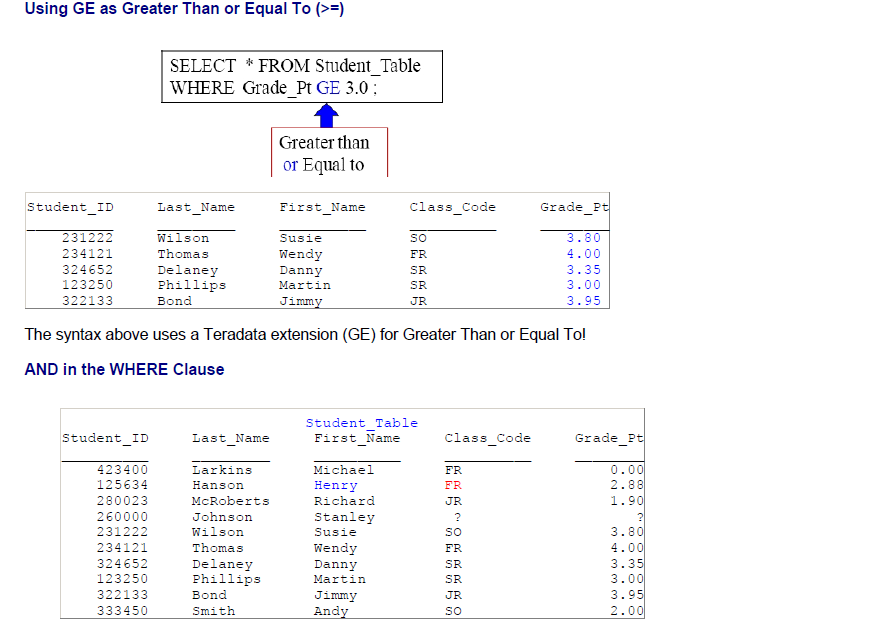 Using GE as Greater Than or Equal To (>=)
SELECT * FROM Student_Table
WHERE Grade_Pt GE 3.0 ;
Greater than
or Equal to
Student_ID Last_Name First_Name Class_Code Grade_Pt
231222 Wilson Susie SO 3.80
234121 Thomas Wendy FR 4.00
324652 Delaney Danny SR 3.35
123250 Phillips Martin SR 3.00
322133 Bond Jimmy JR 3.95
The syntax above uses a Teradata extension (GE) for Greater Than or Equal To!
AND in the WHERE Clause
Student_Table
Student_ID Last_Name First_Name Class_Code Grade_Pt
423400 Larkins Michael FR 0.00
125634 Hanson Henry FR 2.88
280023 McRoberts Richard JR 1.90
260000 Johnson Stanley ? ?
231222 Wilson Susie SO 3.80
234121 Thomas Wendy FR 4.00
324652 Delaney Danny SR 3.35
123250 Phillips Martin SR 3.00
322133 Bond Jimmy JR 3.95
333450 Smith Andy SO 2.00